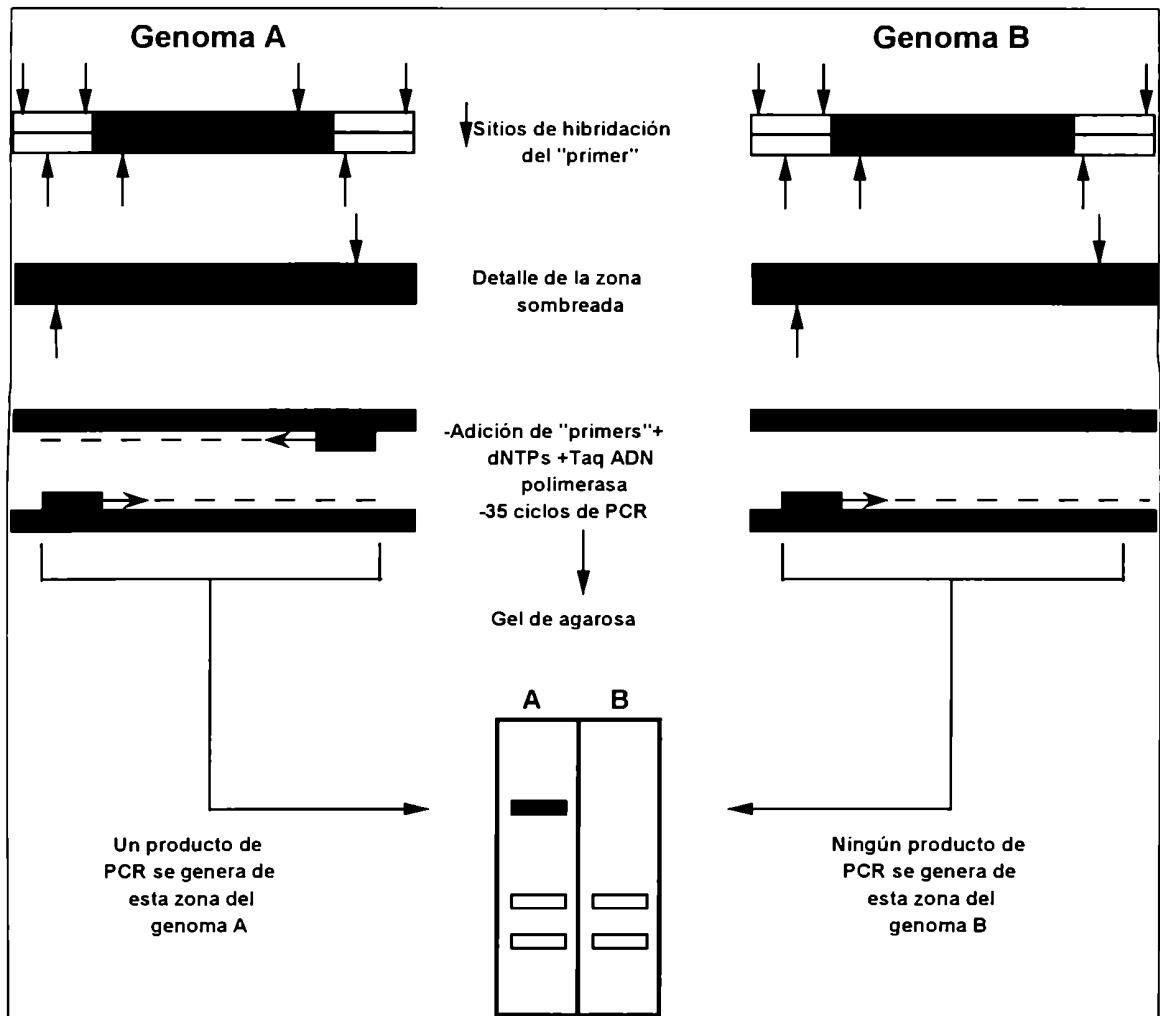 Genoma A
Genoma B
Sitios de hibridación
del "primer"
Detalle de la zona
sombreada
-Adición de "primers"+
dNTPs +Taq ADN
polimerasa
-35 ciclos de PCR
Gel de agarosa
A
B
Un producto de
PCR se genera de
esta zona del
genoma A
Ningún producto de
PCR se genera de
esta zona del
genoma B